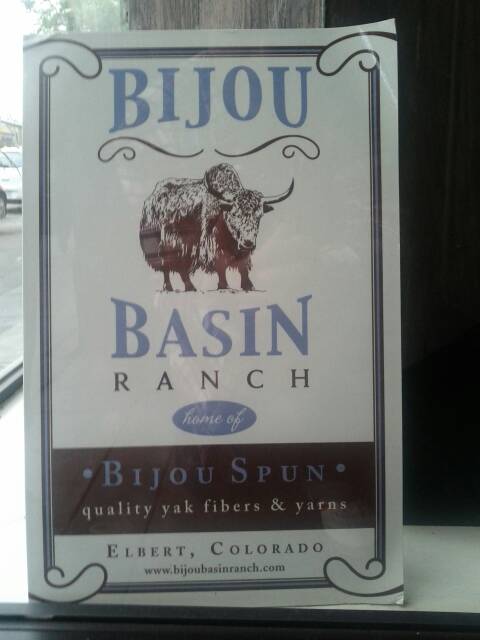 BIJOU
BASIN
RANCH
home of
• BIJOU SPUN •
quality yak fibers & yarns
ELBERT, COLORADO
www.bijoubasinranch.com